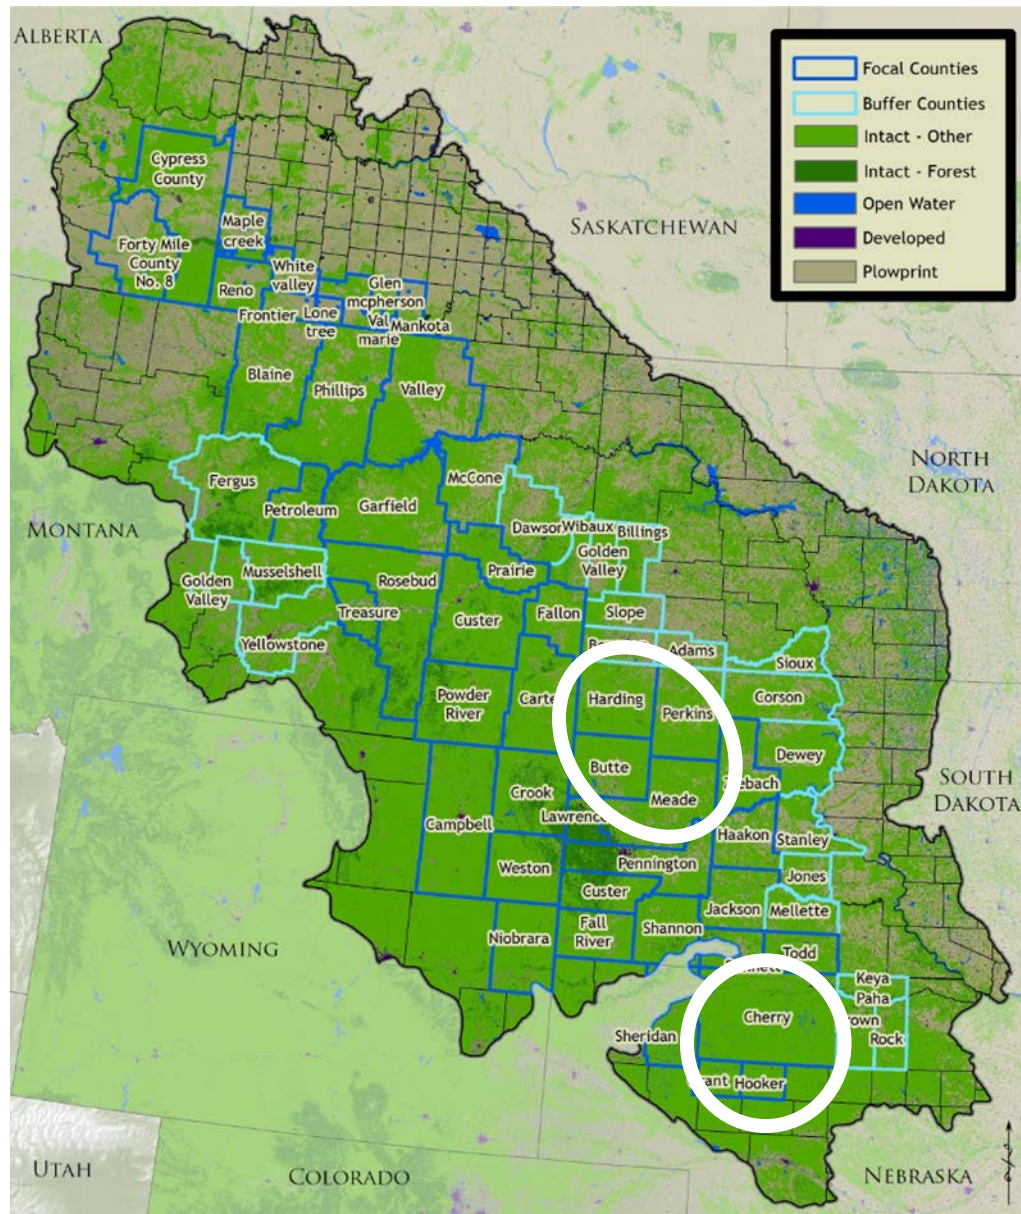 ALBERTA
Focal Counties
Buffer Counties
Intact - Other
Intact - Forest
Open Water
Developed
Plowprint
Cypress
County
SASKATCHEWAN
Maple
creek
Forty Mile
County
No. 8
White
valley
Reno
Glen
mcpherson
Frontier
Lone
tree
Val
marie
Mankota
Blaine
Phillips
Valley
NORTH
DAKOTA
Fergus
McCone
Petroleum
Garfield
MONTANA
Dawson
Wibaux
Billings
Golden
Valley
Prairie
Musselshell
Golden
Valley
Rosebud
Treasure
Custer
Fallon
Slope
Yellowstone
Adams
Sioux
Powder
River
Carte
Harding
Perkins
Corson
Butte
Dewey
SOUTH
DAKOTA
Crook
Meade
ebach
Lawrence
Campbell
Haakon
Stanley
Weston
Pennington
Jones
Custer
Jackson
Mellette
Niobrara
Fall
River
Shannon
WYOMING
Todd
Keya
Paha
Cherry
rown
Rock
Sheridan
rant
Hooker
UTAH
COLORADO
NEBRASKA